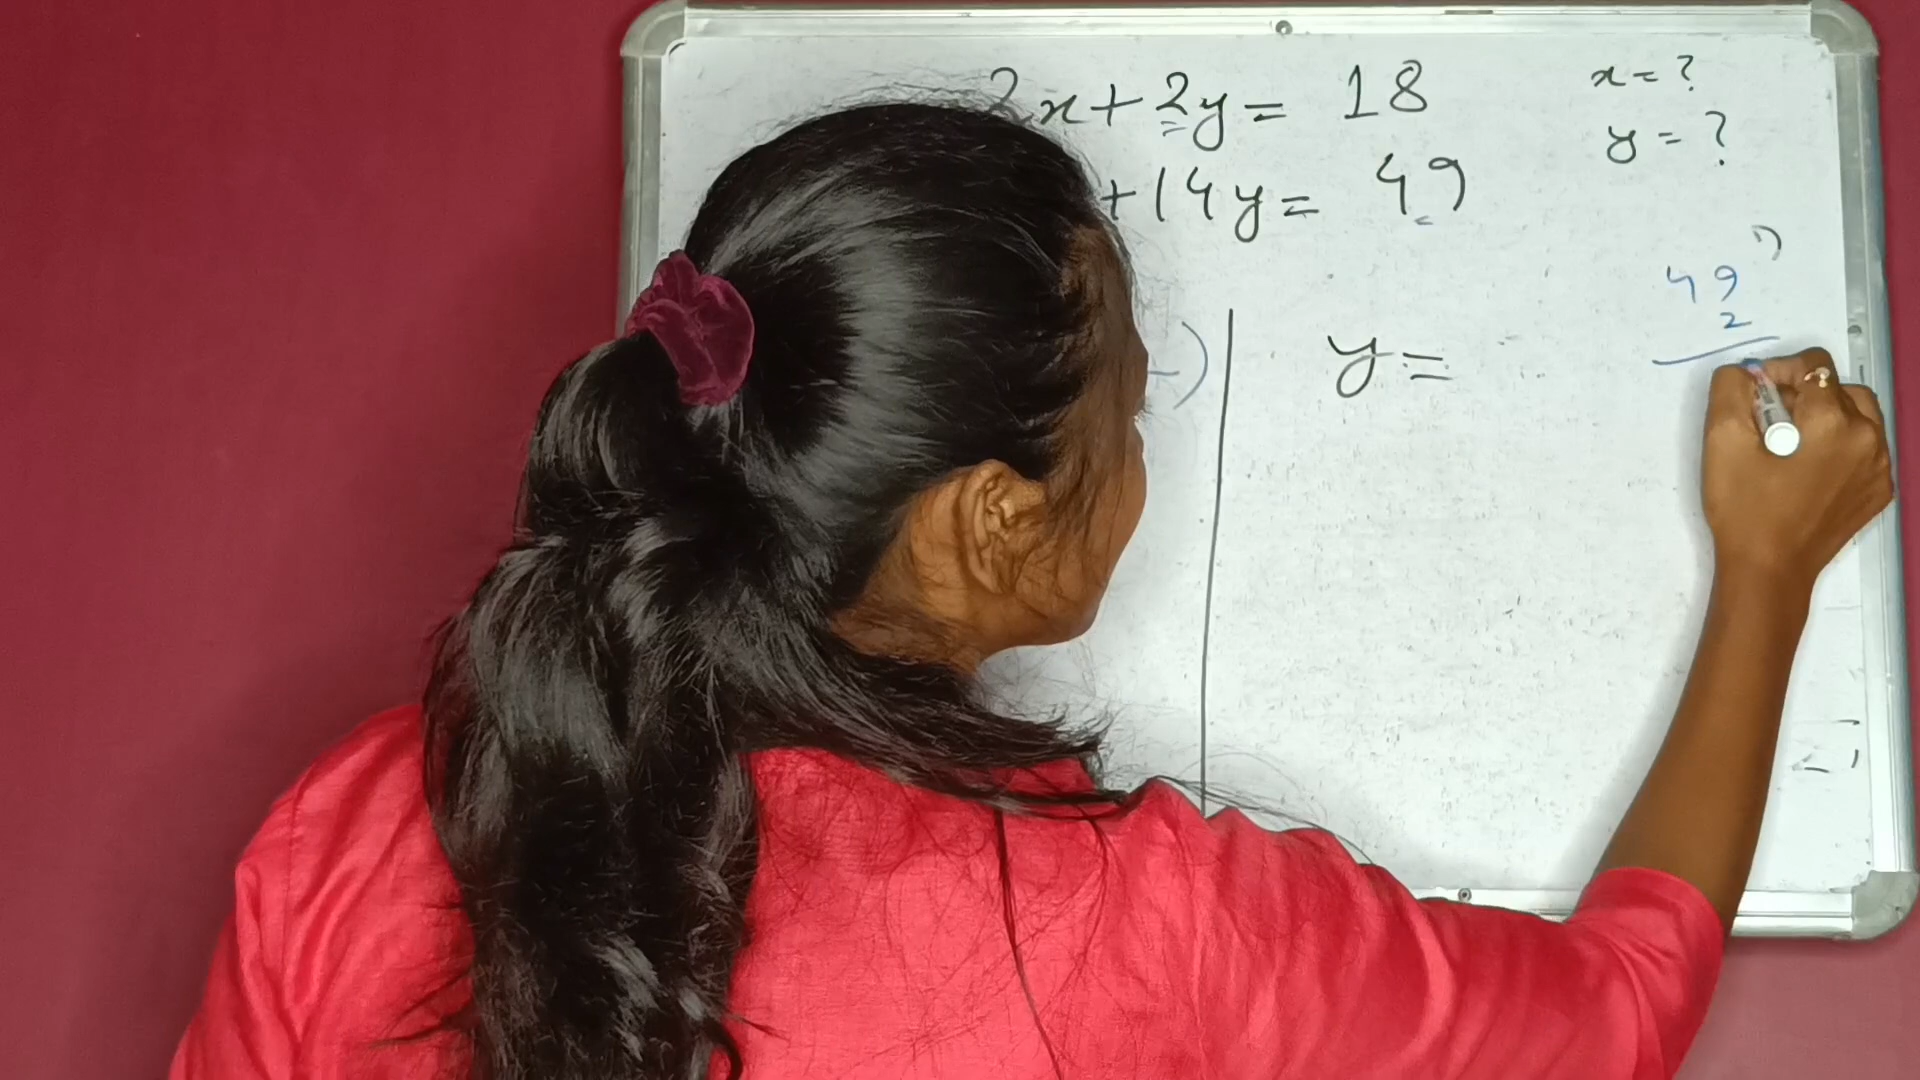 2x+2y= 18
x=?
y=?
+14y= 49
49
2
)
y=